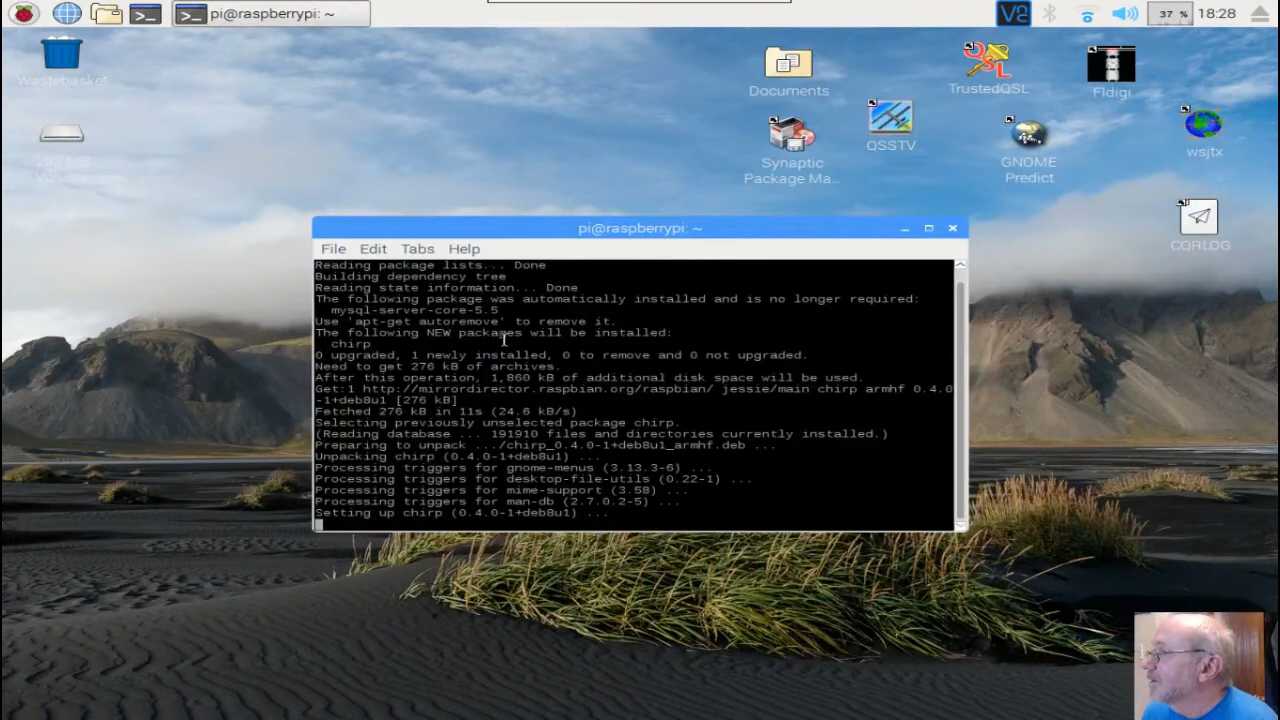 pi@raspberrypi: ~
V2
37 %
18:28
Wastebasket
Documents
TrustedQSL
Fldigi
QSSTV
wsjtx
Synaptic
Package Ma...
GNOME
Predict
CQRLOG
pi@raspberrypi: ~
File Edit Tabs Help
Reading package lists... Done
Building dependency tree
Reading state information... Done
The following package was automatically installed and is no longer required:
mysql-server-core-5.5
Use 'apt-get autoremove' to remove it.
The following NEW packages will be installed:
chirp
0 upgraded, 1 newly installed, 0 to remove and 0 not upgraded.
Need to get 276 kB of archives.
After this operation, 1,860 kB of additional disk space will be used.
Get:1 http://mirrordirector.raspbian.org/raspbian/ jessie/main chirp armhf 0.4.0
-1+deb8u1 [276 kB]
Fetched 276 kB in 11s (24.6 kB/s)
Selecting previously unselected package chirp.
(Reading database ... 191910 files and directories currently installed.)
Preparing to unpack .../chirp_0.4.0-1+deb8u1_armhf.deb ...
Unpacking chirp (0.4.0-1+deb8u1) ...
Processing triggers for gnome-menus (3.13.3-6) ...
Processing triggers for desktop-file-utils (0.22-1) ...
Processing triggers for mime-support (3.58) ...
Processing triggers for man-db (2.7.0.2-5) ...
Setting up chirp (0.4.0-1+deb8u1) ...